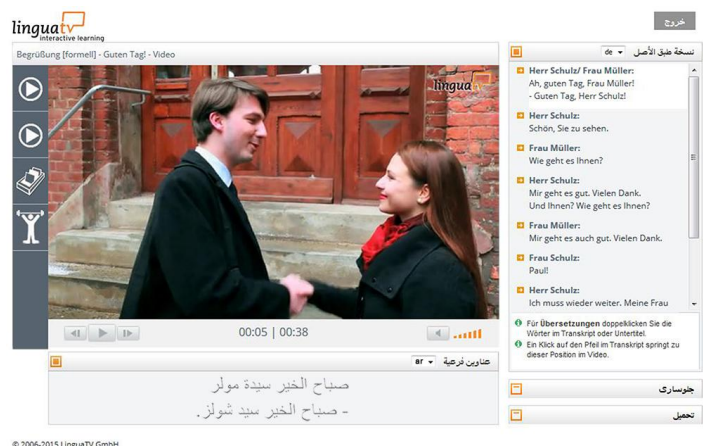 linguatv
interactive learning
خروج
Begrüßung [formell] - Guten Tag! - Video
linguatv
00:05 | 00:38
عناوين فرعية
ar
صباح الخير سيدة مولر
- صباح الخير سيد شولز.
نسخة طبق الأصل
de
Herr Schulz/ Frau Müller:
Ah, guten Tag, Frau Müller!
- Guten Tag, Herr Schulz!
Herr Schulz:
Schön, Sie zu sehen.
Frau Müller:
Wie geht es Ihnen?
Herr Schulz:
Mir geht es gut. Vielen Dank.
Und Ihnen? Wie geht es Ihnen?
Frau Müller:
Mir geht es auch gut. Vielen Dank.
Frau Schulz:
Paul!
Herr Schulz:
Ich muss wieder weiter. Meine Frau
Für Übersetzungen doppelklicken Sie die
Wörter im Transkript oder Untertitel.
Ein Klick auf den Pfeil im Transkript springt zu
dieser Position im Video.
جلوساری
تحميل
© 2006-2015 LinguaTV GmbH